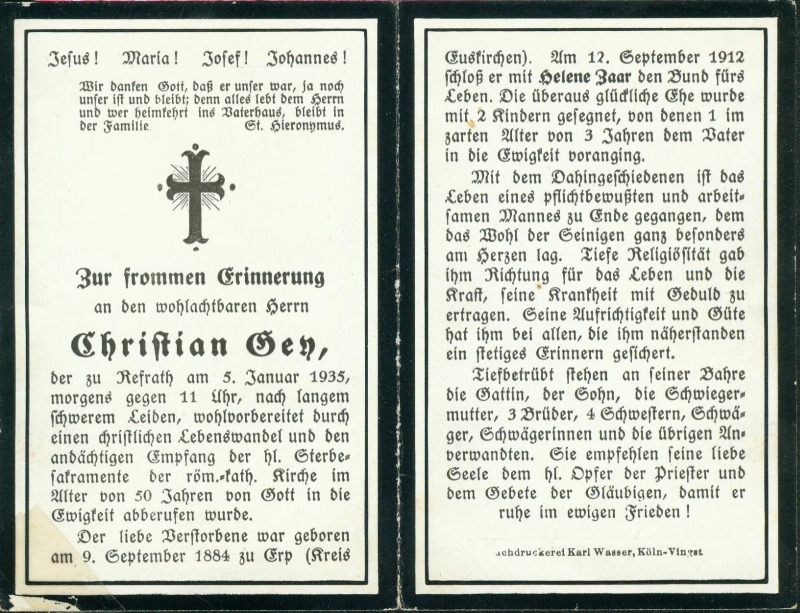 Jesus! Maria! Josef! Johannes!
Wir danken Gott, daß er unser war, ja noch
unser ist und bleibt; denn alles lebt dem Herrn
und wer heimkehrt ins Vaterhaus, bleibt in
der Familie. St. Hieronymus.
Zur frommen Erinnerung
an den wohlachtbaren Herrn
Christian Gey,
der zu Refrath am 5. Januar 1935,
morgens gegen 11 Uhr, nach langem
schwerem Leiden, wohlvorbereitet durch
einen christlichen Lebenswandel und den
andächtigen Empfang der hl. Sterbe-
sakramente der röm.-kath. Kirche im
Alter von 50 Jahren von Gott in die
Ewigkeit abberufen wurde.
Der liebe Verstorbene war geboren
am 9. September 1884 zu Erp (Kreis
Euskirchen). Am 12. September 1912
schloß er mit Helene Zaar den Bund fürs
Leben. Die überaus glückliche Ehe wurde
mit 2 Kindern gesegnet, von denen 1 im
zarten Alter von 3 Jahren dem Vater
in die Ewigkeit voranging.
Mit dem Dahingeschiedenen ist das
Leben eines pflichtbewußten und arbeit-
samen Mannes zu Ende gegangen, dem
das Wohl der Seinigen ganz besonders
am Herzen lag. Tiefe Religiösität gab
ihm Richtung für das Leben und die
Kraft, seine Krankheit mit Geduld zu
ertragen. Seine Aufrichtigkeit und Güte
hat ihm bei allen, die ihm näherstanden
ein stetiges Erinnern gesichert.
Tiefbetrübt stehen an seiner Bahre
die Gattin, der Sohn, die Schwieger-
mutter, 3 Brüder, 4 Schwestern, Schwä-
ger, Schwägerinnen und die übrigen An-
verwandten. Sie empfehlen seine liebe
Seele dem hl. Opfer der Priester und
dem Gebete der Gläubigen, damit er
ruhe im ewigen Frieden!
chdruckerei Karl Wasser, Köln-Vingst